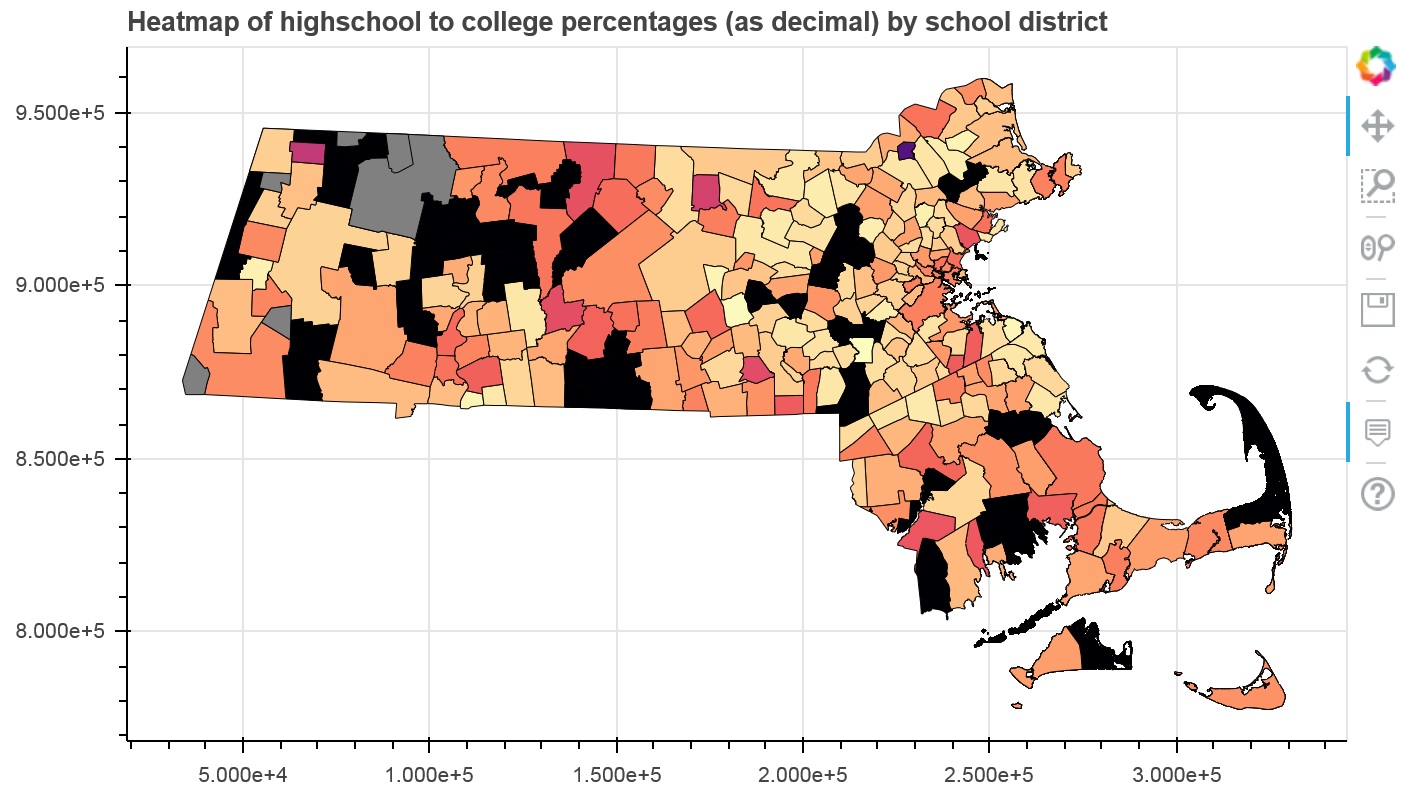 Heatmap of highschool to college percentages (as decimal) by school district
9.500e+5
9.000e+5
8.500e+5
8.000e+5
5.000e+4
1.000e+5
1.500e+5
2.000e+5
2.500e+5
3.000e+5